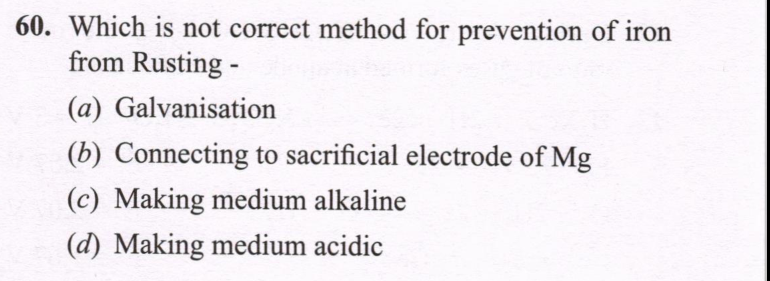 60. Which is not correct method for prevention of iron
from Rusting -
(a) Galvanisation
(b) Connecting to sacrificial electrode of Mg
(c) Making medium alkaline
(d) Making medium acidic